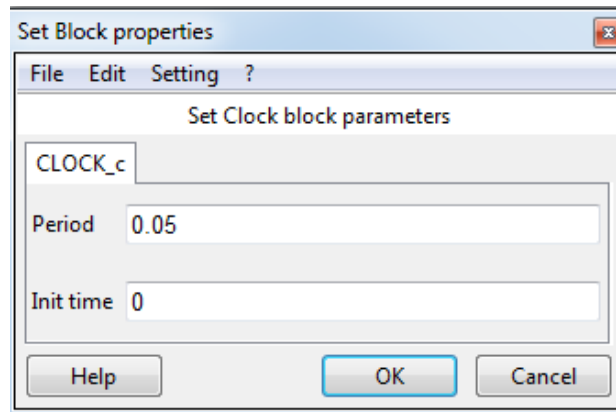 Set Block properties
File Edit Setting ?
Set Clock block parameters
CLOCK_c
Period 0.05
Init time 0
Help OK Cancel